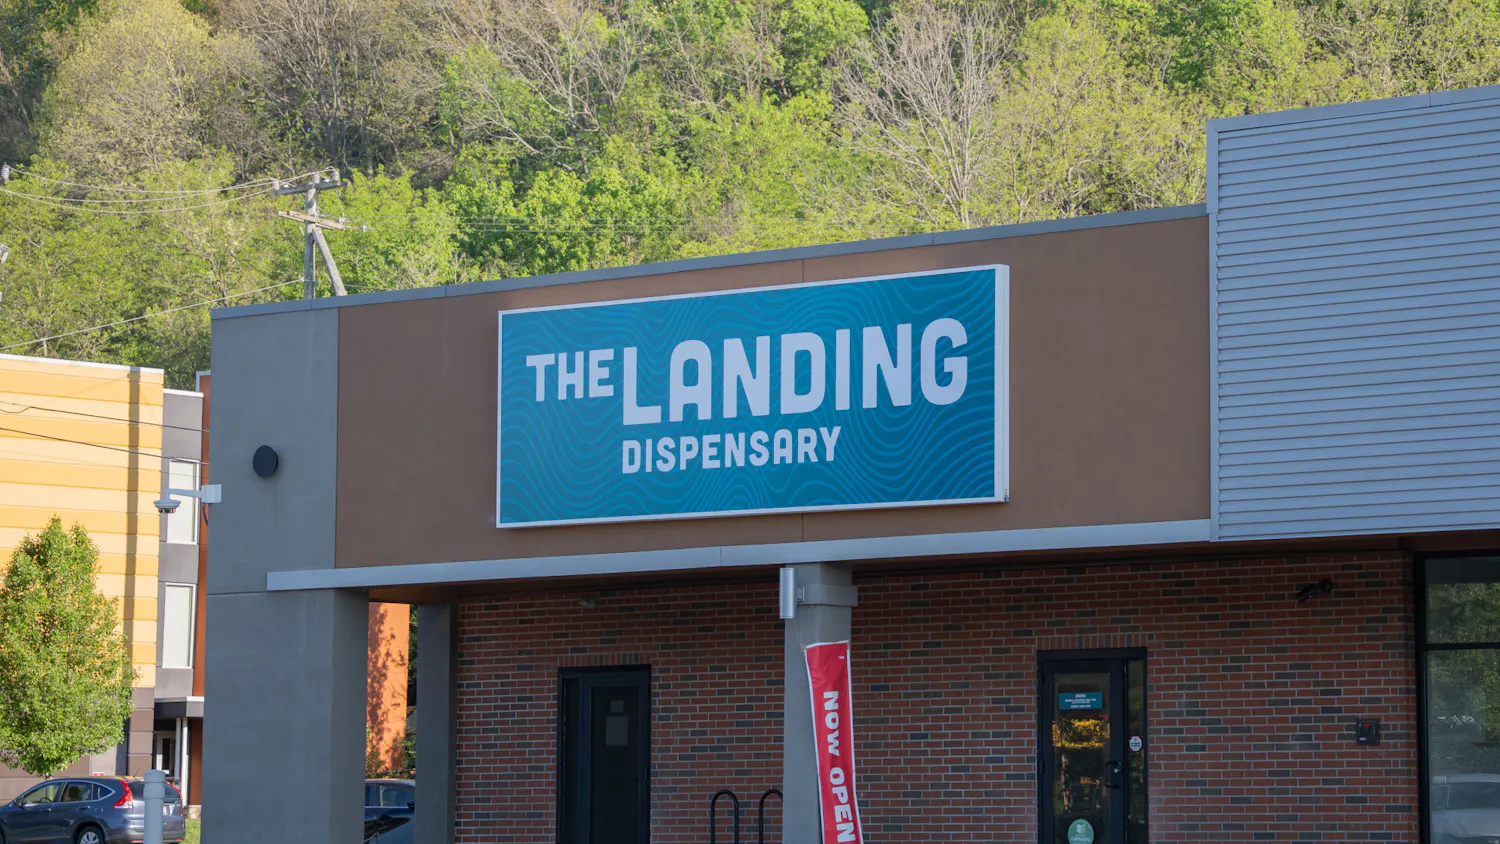 THE LANDING
DISPENSARY
NOW OPEN